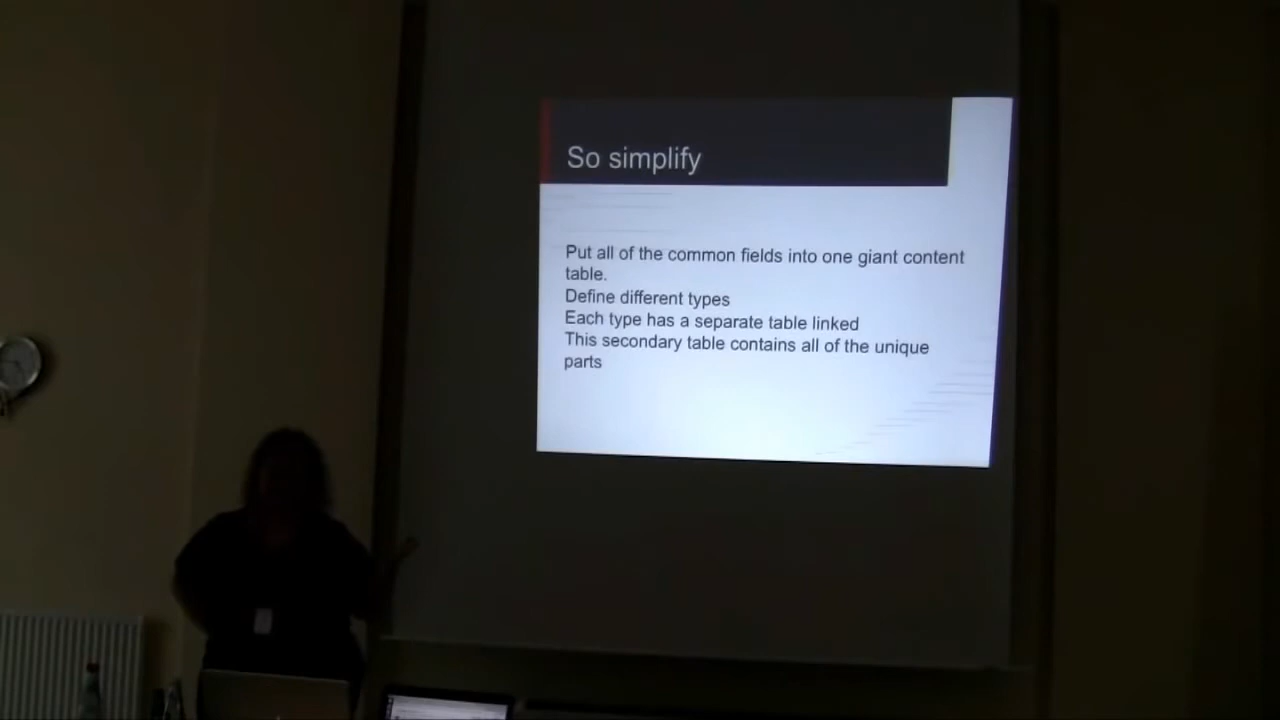 So simplify
Put all of the common fields into one giant content
table.
Define different types
Each type has a separate table linked
This secondary table contains all of the unique
parts